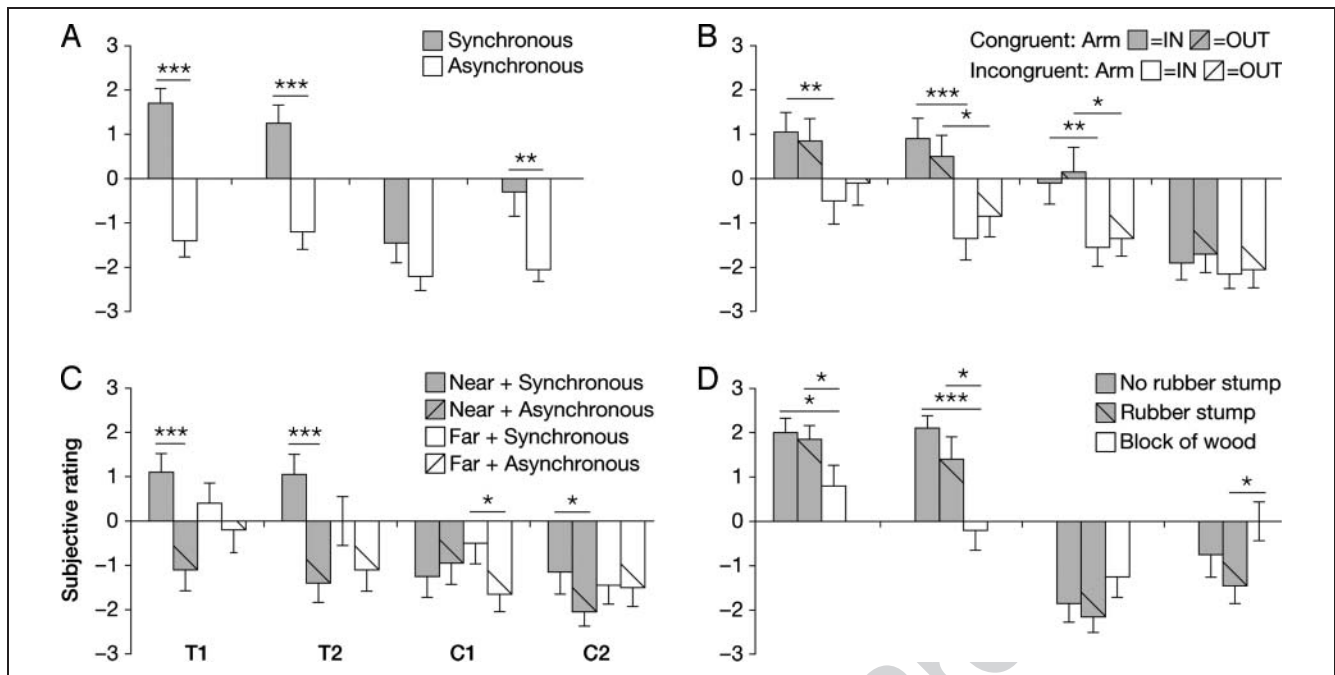 A
3
2
1
0
−1
−2
−3
Synchronous
Asynchronous
***
***
**
B
3
2
1
0
−1
−2
−3
Congruent: Arm =IN =OUT
Incongruent: Arm =IN =OUT
**
***
*
**
*
C
Subjective rating
3
2
1
0
−1
−2
−3
Near + Synchronous
Near + Asynchronous
Far + Synchronous
Far + Asynchronous
***
***
*
*
T1 T2 C1 C2
D
3
2
1
0
−1
−2
−3
No rubber stump
Rubber stump
Block of wood
*
*
*
***
*